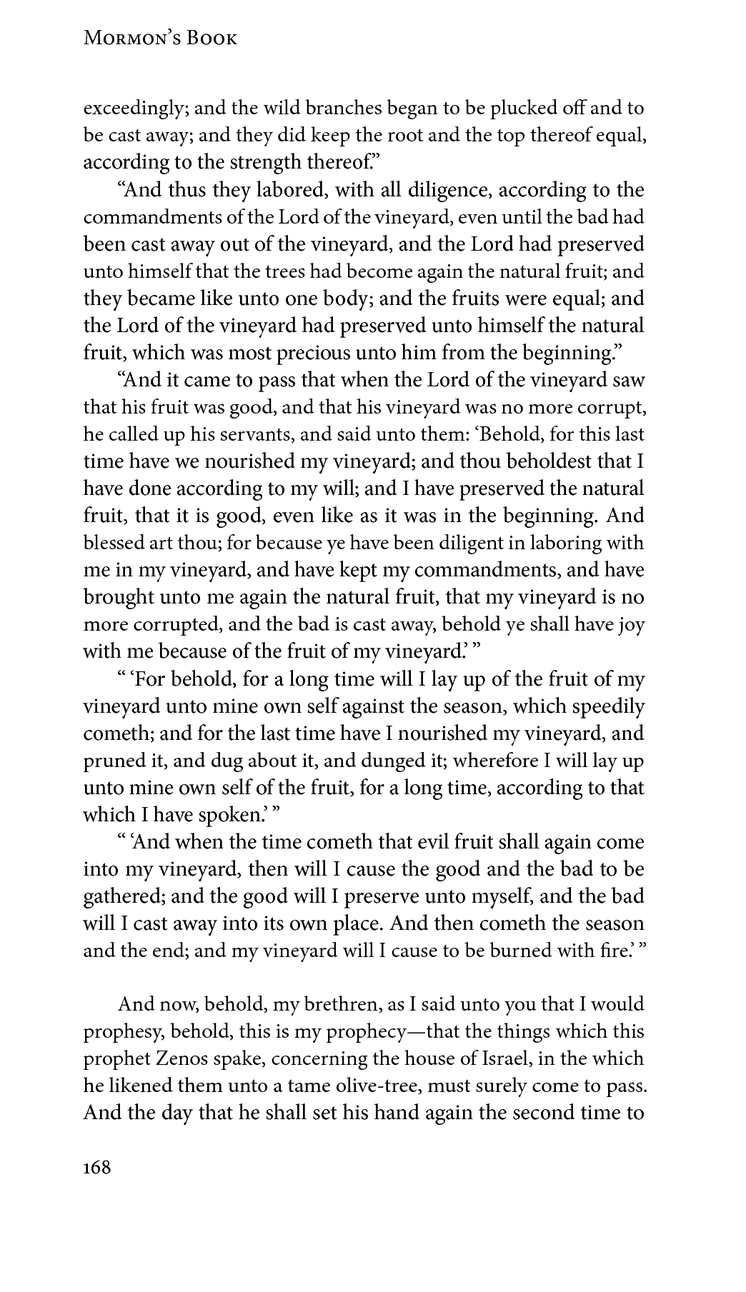 Mormon’s Book
exceedingly; and the wild branches began to be plucked off and to
be cast away; and they did keep the root and the top thereof equal,
according to the strength thereof.”
“And thus they labored, with all diligence, according to the
commandments of the Lord of the vineyard, even until the bad had
been cast away out of the vineyard, and the Lord had preserved
unto himself that the trees had become again the natural fruit; and
they became like unto one body; and the fruits were equal; and
the Lord of the vineyard had preserved unto himself the natural
fruit, which was most precious unto him from the beginning.”
“And it came to pass that when the Lord of the vineyard saw
that his fruit was good, and that his vineyard was no more corrupt,
he called up his servants, and said unto them: ‘Behold, for this last
time have we nourished my vineyard; and thou beholdest that I
have done according to my will; and I have preserved the natural
fruit, that it is good, even like as it was in the beginning. And
blessed art thou; for because ye have been diligent in laboring with
me in my vineyard, and have kept my commandments, and have
brought unto me again the natural fruit, that my vineyard is no
more corrupted, and the bad is cast away, behold ye shall have joy
with me because of the fruit of my vineyard.’ ”
“ ‘For behold, for a long time will I lay up of the fruit of my
vineyard unto mine own self against the season, which speedily
cometh; and for the last time have I nourished my vineyard, and
pruned it, and dug about it, and dunged it; wherefore I will lay up
unto mine own self of the fruit, for a long time, according to that
which I have spoken.’ ”
“ ‘And when the time cometh that evil fruit shall again come
into my vineyard, then will I cause the good and the bad to be
gathered; and the good will I preserve unto myself, and the bad
will I cast away into its own place. And then cometh the season
and the end; and my vineyard will I cause to be burned with fire.’ ”
And now, behold, my brethren, as I said unto you that I would
prophesy, behold, this is my prophecy—that the things which this
prophet Zenos spake, concerning the house of Israel, in the which
he likened them unto a tame olive-tree, must surely come to pass.
And the day that he shall set his hand again the second time to
168